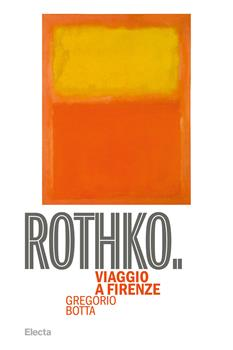 ROTHKO..
VIAGGIO
A FIRENZE
GREGORIO
BOTTA
Electa